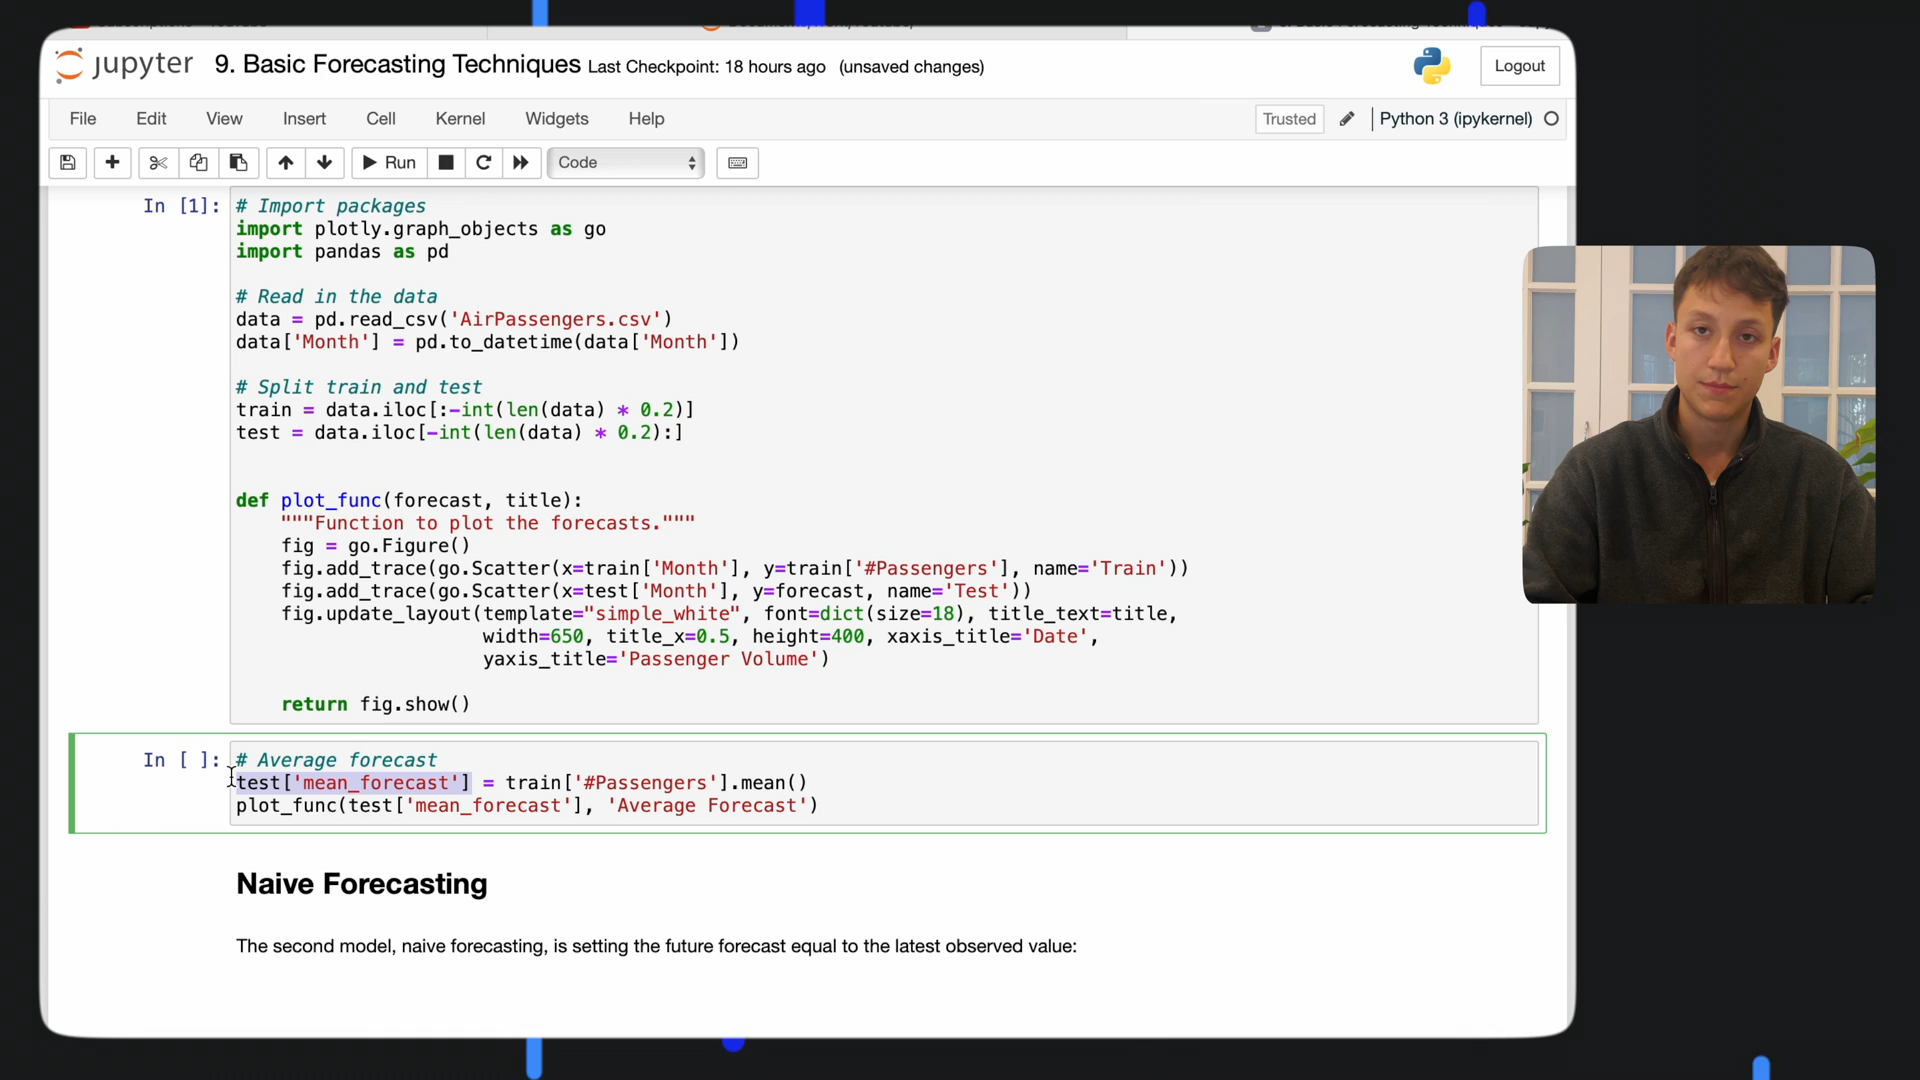 jupyter 9. Basic Forecasting Techniques Last Checkpoint: 18 hours ago (unsaved changes)
Logout
File Edit View Insert Cell Kernel Widgets Help
Trusted Python 3 (ipykernel)
Run Code
In [1]: # Import packages
import plotly.graph_objects as go
import pandas as pd
# Read in the data
data = pd.read_csv('AirPassengers.csv')
data['Month'] = pd.to_datetime(data['Month'])
# Split train and test
train = data.iloc[:-int(len(data) * 0.2)]
test = data.iloc[-int(len(data) * 0.2):]
def plot_func(forecast, title):
"""Function to plot the forecasts."""
fig = go.Figure()
fig.add_trace(go.Scatter(x=train['Month'], y=train['#Passengers'], name='Train'))
fig.add_trace(go.Scatter(x=test['Month'], y=forecast, name='Test'))
fig.update_layout(template="simple_white", font=dict(size=18), title_text=title,
width=650, title_x=0.5, height=400, xaxis_title='Date',
yaxis_title='Passenger Volume')
return fig.show()
In [ ]: # Average forecast
test['mean_forecast'] = train['#Passengers'].mean()
plot_func(test['mean_forecast'], 'Average Forecast')
Naive Forecasting
The second model, naive forecasting, is setting the future forecast equal to the latest observed value: